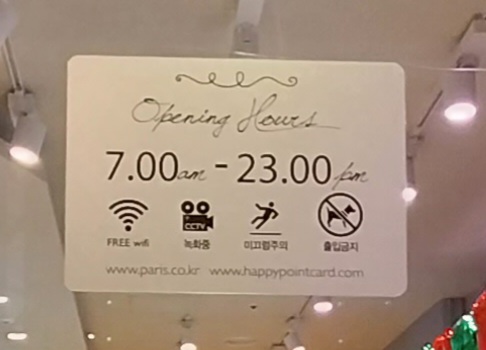 Opening Hours
7.00am - 23.00pm
CCTV
FREE wifi 녹화중 미끄럼주의 출입금지
www.paris.co.kr www.happypointcard.com